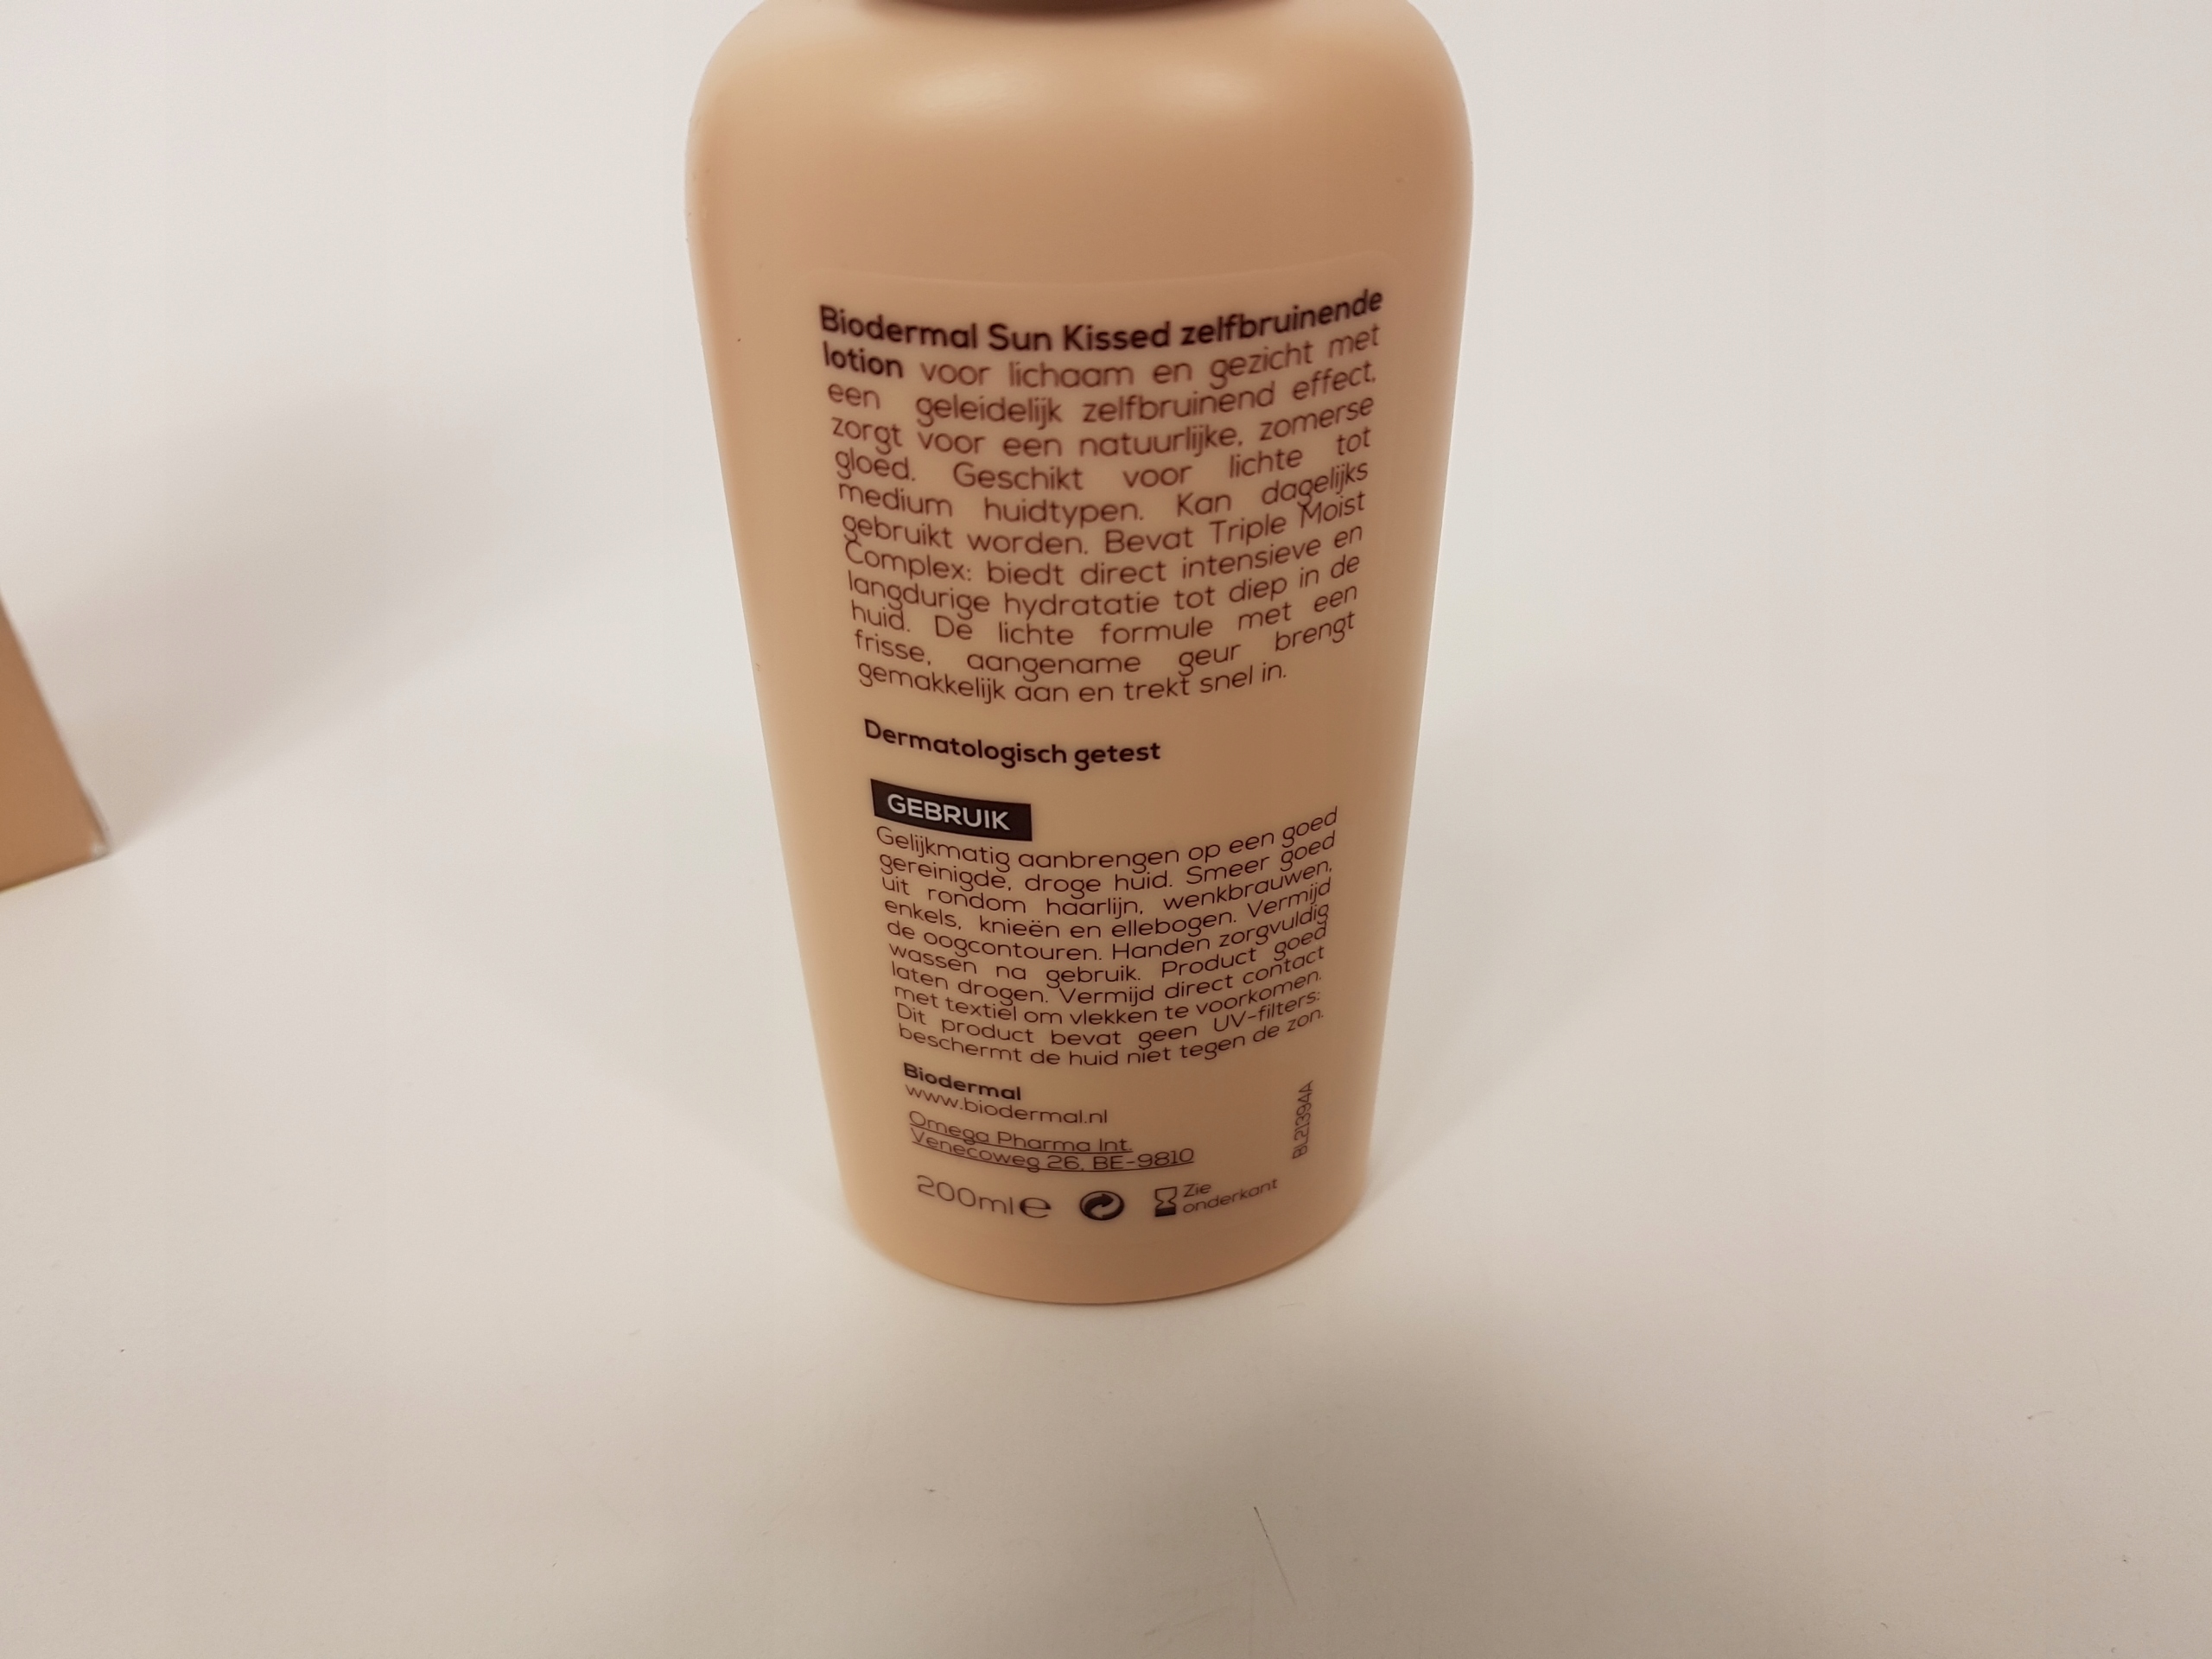 Biodermal Sun Kissed zelfbruinende
lotion voor lichaam en gezicht met
een geleidelijk zelfbruinend effect,
zorgt voor een natuurlijke, zomerse
gloed. Geschikt voor lichte tot
medium huidtypen. Kan dagelijks
gebruikt worden. Bevat Triple Moist
Complex: biedt direct intensieve en
langdurige hydratatie tot diep in de
huid. De lichte formule met een
frisse, aangename geur brengt
gemakkelijk aan en trekt snel in.
Dermatologisch getest
GEBRUIK
Gelijkmatig aanbrengen op een goed
gereinigde, droge huid. Smeer goed
uit rondom haarlijn, wenkbrauwen,
enkels, knieën en ellebogen. Vermijd
de oogcontouren. Handen zorgvuldig
wassen na gebruik. Product goed
laten drogen. Vermijd direct contact
met textiel om vlekken te voorkomen.
Dit product bevat geen UV-filters:
beschermt de huid niet tegen de zon.
Biodermal
www.biodermal.nl
Omega Pharma Int.
Venecoweg 26, BE-9810
BL21394A
200ml e
Zie
onderkant